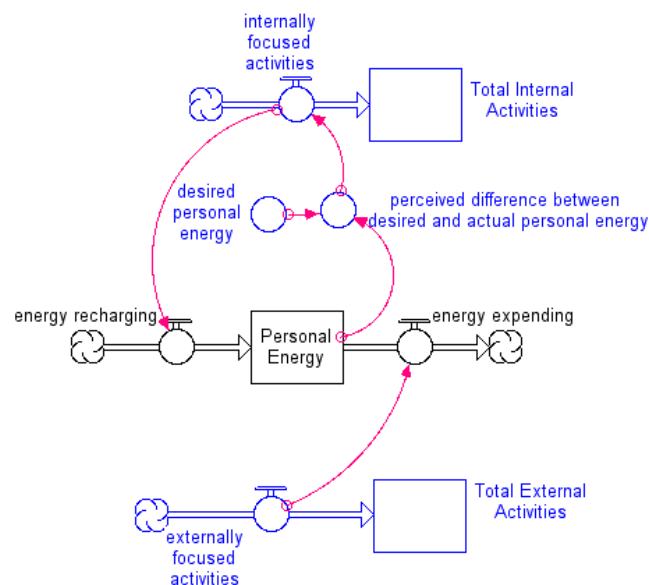 internally
focused
activities
Total Internal
Activities
desired
personal
energy
perceived difference between
desired and actual personal energy
energy recharging
Personal
Energy
energy expending
Total External
Activities
externally
focused
activities